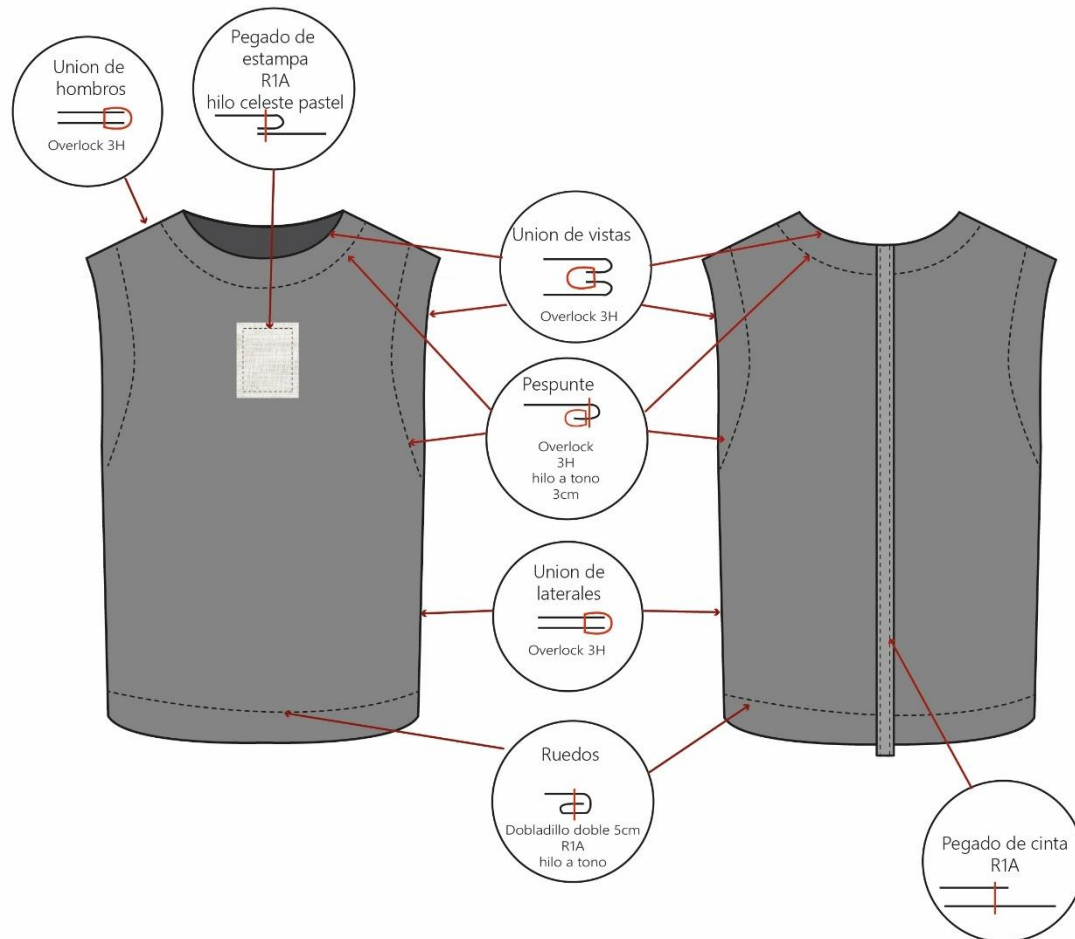 Union de
hombros
Overlock 3H
Pegado de
estampa
R1A
hilo celeste pastel
Union de vistas
Overlock 3H
Pespunte
Overlock
3H
hilo a tono
3cm
Union de
laterales
Overlock 3H
Ruedos
Dobladillo doble 5cm
R1A
hilo a tono
Pegado de cinta
R1A